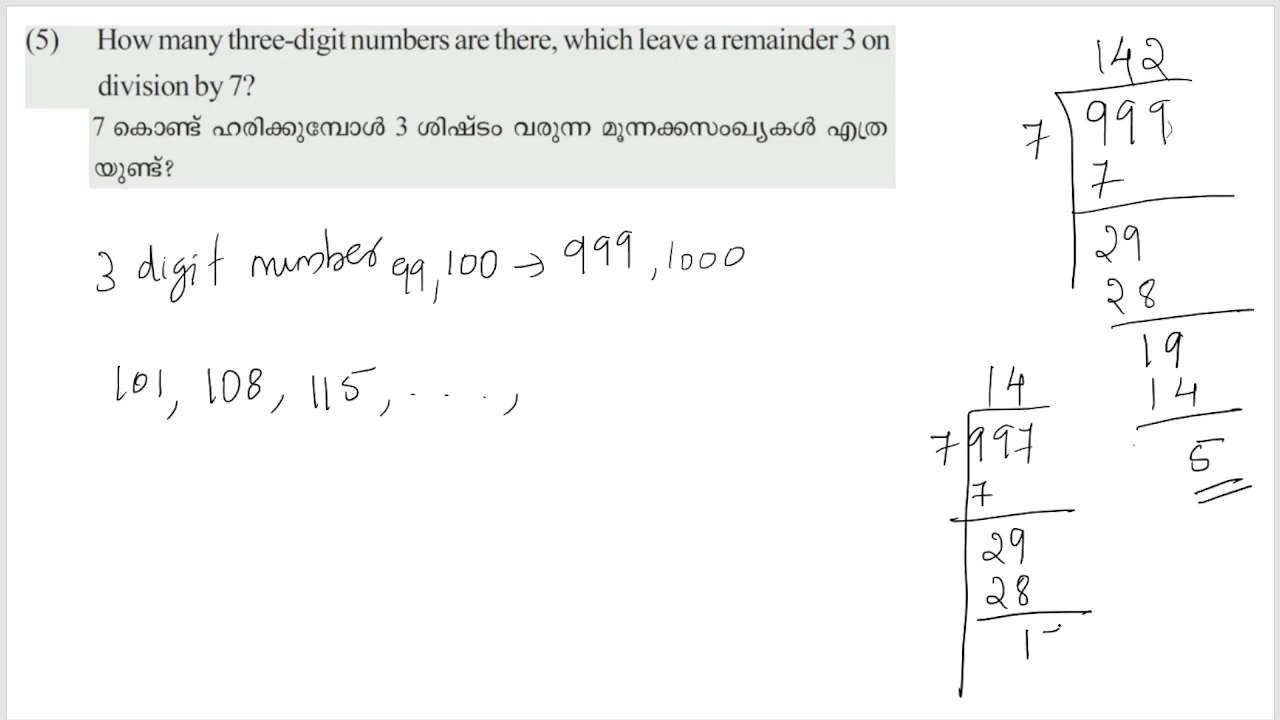 (5) How many three-digit numbers are there, which leave a remainder 3 on
division by 7?
7 കൊണ്ട് ഹരിക്കുമ്പോൾ 3 ശിഷ്ടം വരുന്ന മൂന്നക്കസംഖ്യകൾ എത്ര
യുണ്ട്?
3 digit number 99, 100 → 999, 1000
101, 108, 115, . . . . ,
142
7 999
7
29
28
19
14
5
14
7 997
7
29
28
1